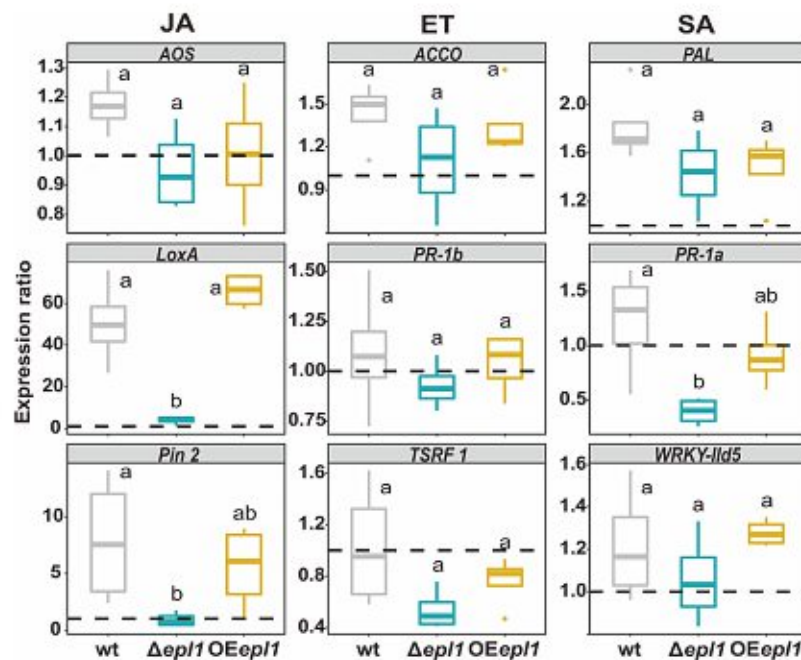 JA ET SA
AOS ACCO PAL
1.3 a a a
1.2
1.1
1.0
0.9
0.8
1.5 a a a
1.2
0.9
2.0 a a a
1.6
1.2
Expression ratio
LoxA PR-1b PR-1a
60 a b a
40
20
0
1.50 a a a
1.25
1.00
0.75
1.5 a b ab
1.0
0.5
Pin 2 TSRF 1 WRKY-IId5
10 a b ab
5
0
1.6 a a a
1.2
1.0
0.8
0.4
1.6 a a a
1.4
1.2
1.0
wt Δepl1 OEepl1 wt Δepl1 OEepl1 wt Δepl1 OEepl1